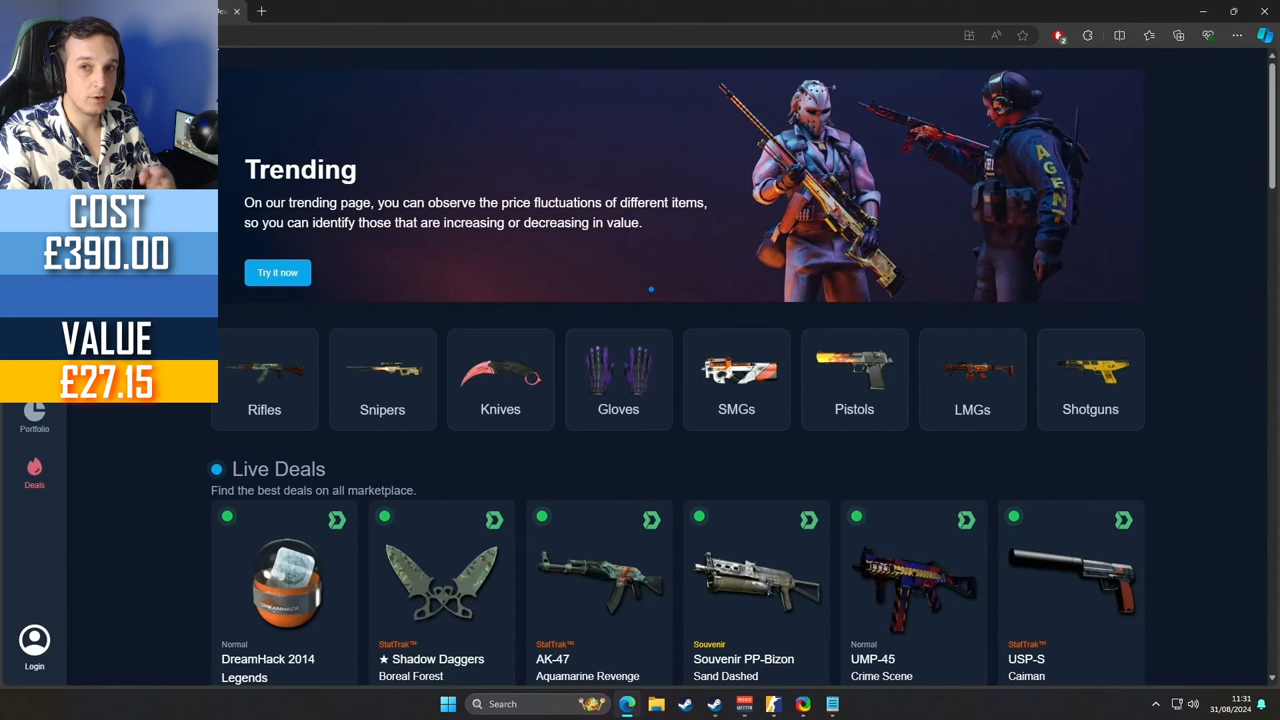 COST
£390.00
VALUE
£27.15
Portfolio
Deals
Login
Trending
On our trending page, you can observe the price fluctuations of different items,
so you can identify those that are increasing or decreasing in value.
Try it now
AGENT
Rifles
Snipers
Knives
Gloves
SMGs
Pistols
LMGs
Shotguns
Live Deals
Find the best deals on all marketplace.
DREAMHACK
Normal
DreamHack 2014
Legends
StatTrak™
★ Shadow Daggers
Boreal Forest
StatTrak™
AK-47
Aquamarine Revenge
Souvenir
Souvenir PP-Bizon
Sand Dashed
Normal
UMP-45
Crime Scene
StatTrak™
USP-S
Caiman
2
Search
11:31
31/08/2024